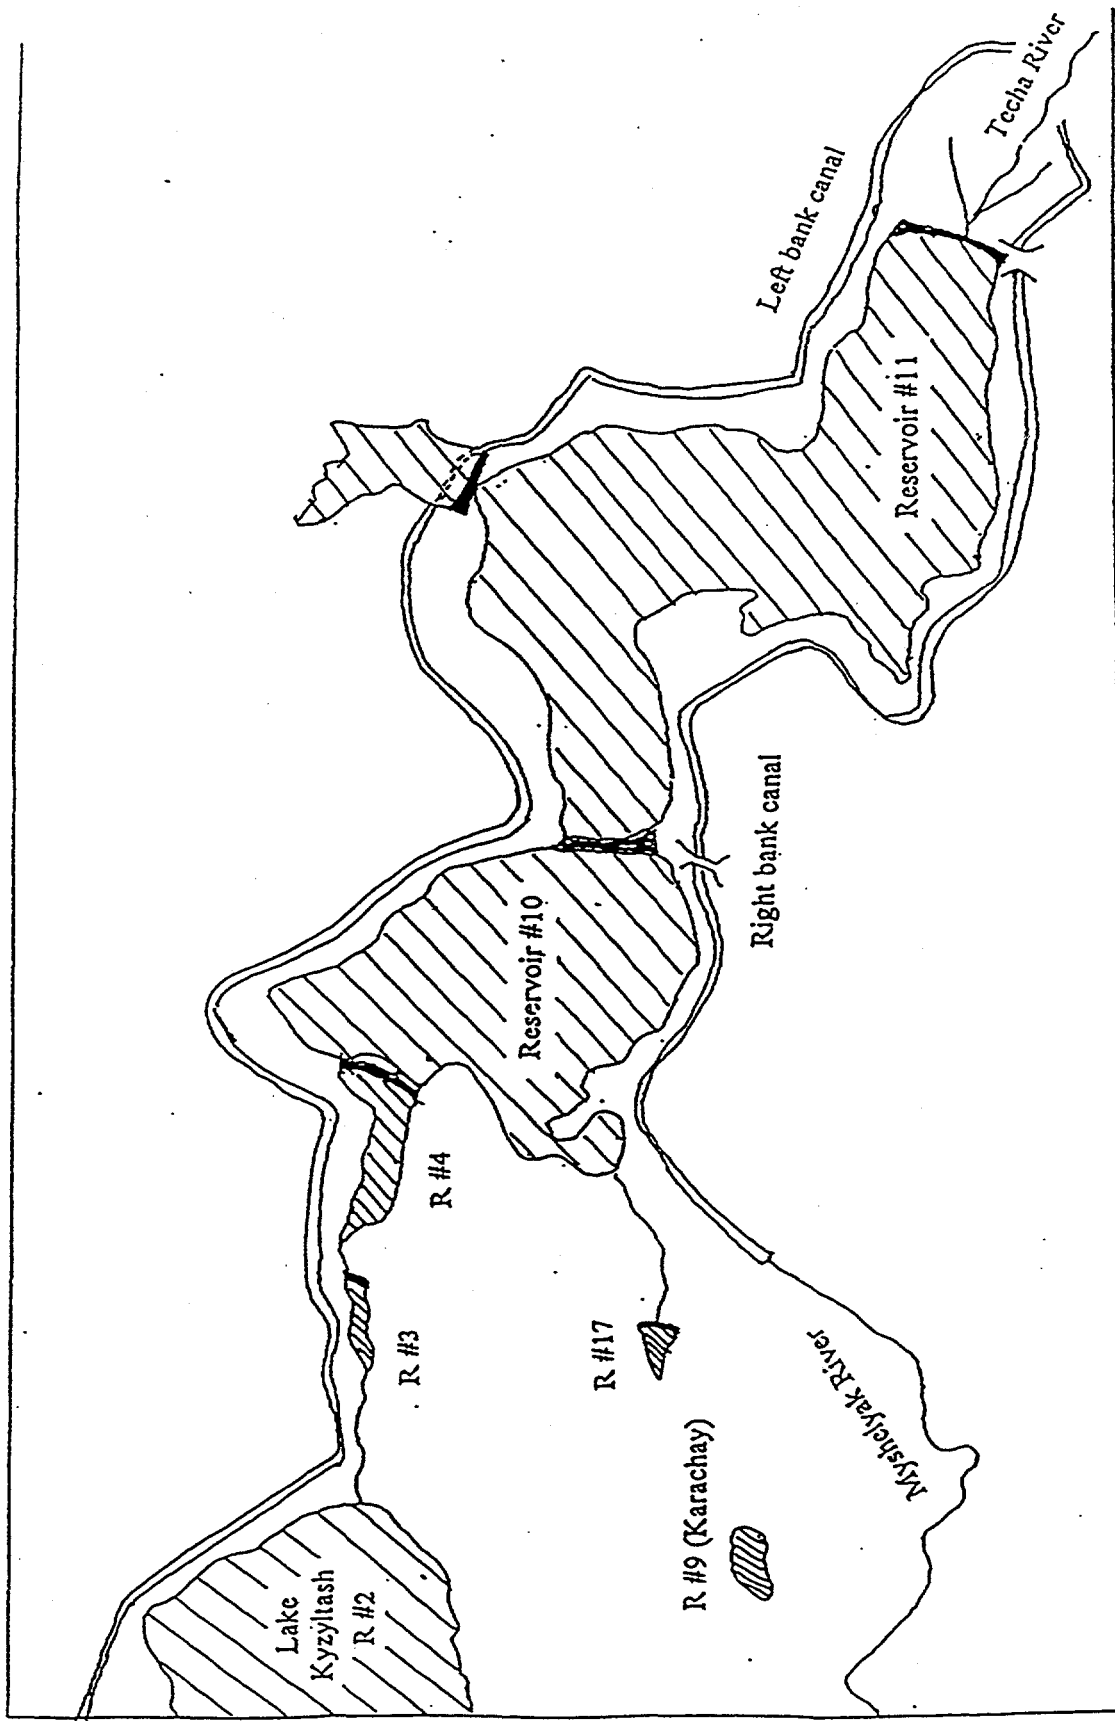 Lake
Kyzyltash
R #2
R #3
R #4
R #9 (Karachay)
R #17
Myshelyak River
Reservoir #10
Right bank canal
Reservoir #11
Left bank canal
Techa River